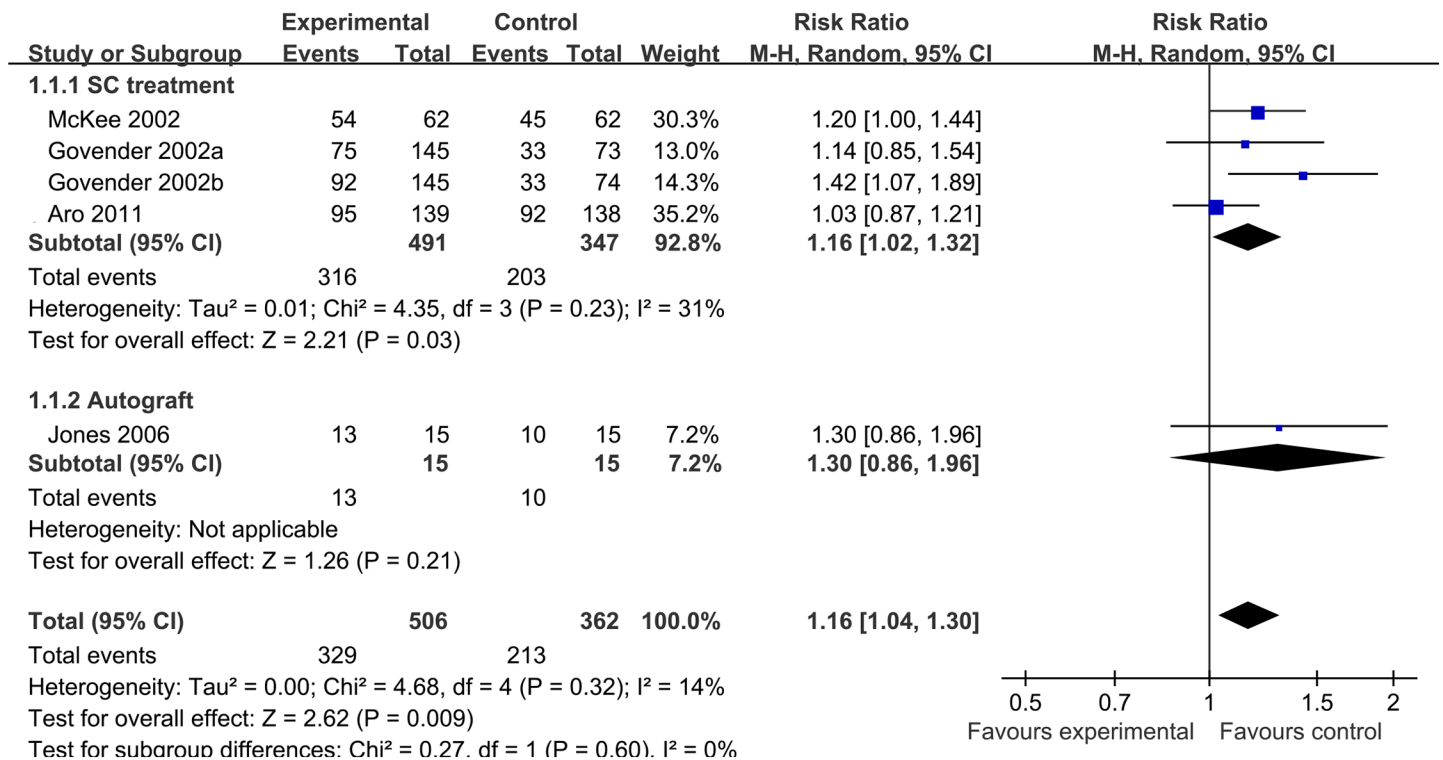 Experimental Control Risk Ratio Risk Ratio
Study or Subgroup Events Total Events Total Weight M-H, Random, 95% CI M-H, Random, 95% CI
1.1.1 SC treatment
McKee 2002 54 62 45 62 30.3% 1.20 [1.00, 1.44]
Govender 2002a 75 145 33 73 13.0% 1.14 [0.85, 1.54]
Govender 2002b 92 145 33 74 14.3% 1.42 [1.07, 1.89]
Aro 2011 95 139 92 138 35.2% 1.03 [0.87, 1.21]
Subtotal (95% CI) 491 347 92.8% 1.16 [1.02, 1.32]
Total events 316 203
Heterogeneity: Tau² = 0.01; Chi² = 4.35, df = 3 (P = 0.23); I² = 31%
Test for overall effect: Z = 2.21 (P = 0.03)
1.1.2 Autograft
Jones 2006 13 15 10 15 7.2% 1.30 [0.86, 1.96]
Subtotal (95% CI) 15 15 7.2% 1.30 [0.86, 1.96]
Total events 13 10
Heterogeneity: Not applicable
Test for overall effect: Z = 1.26 (P = 0.21)
Total (95% CI) 506 362 100.0% 1.16 [1.04, 1.30]
Total events 329 213
Heterogeneity: Tau² = 0.00; Chi² = 4.68, df = 4 (P = 0.32); I² = 14%
Test for overall effect: Z = 2.62 (P = 0.009)
Test for subgroup differences: Chi² = 0.27, df = 1 (P = 0.60), I² = 0%
0.5 0.7 1 1.5 2
Favours experimental Favours control